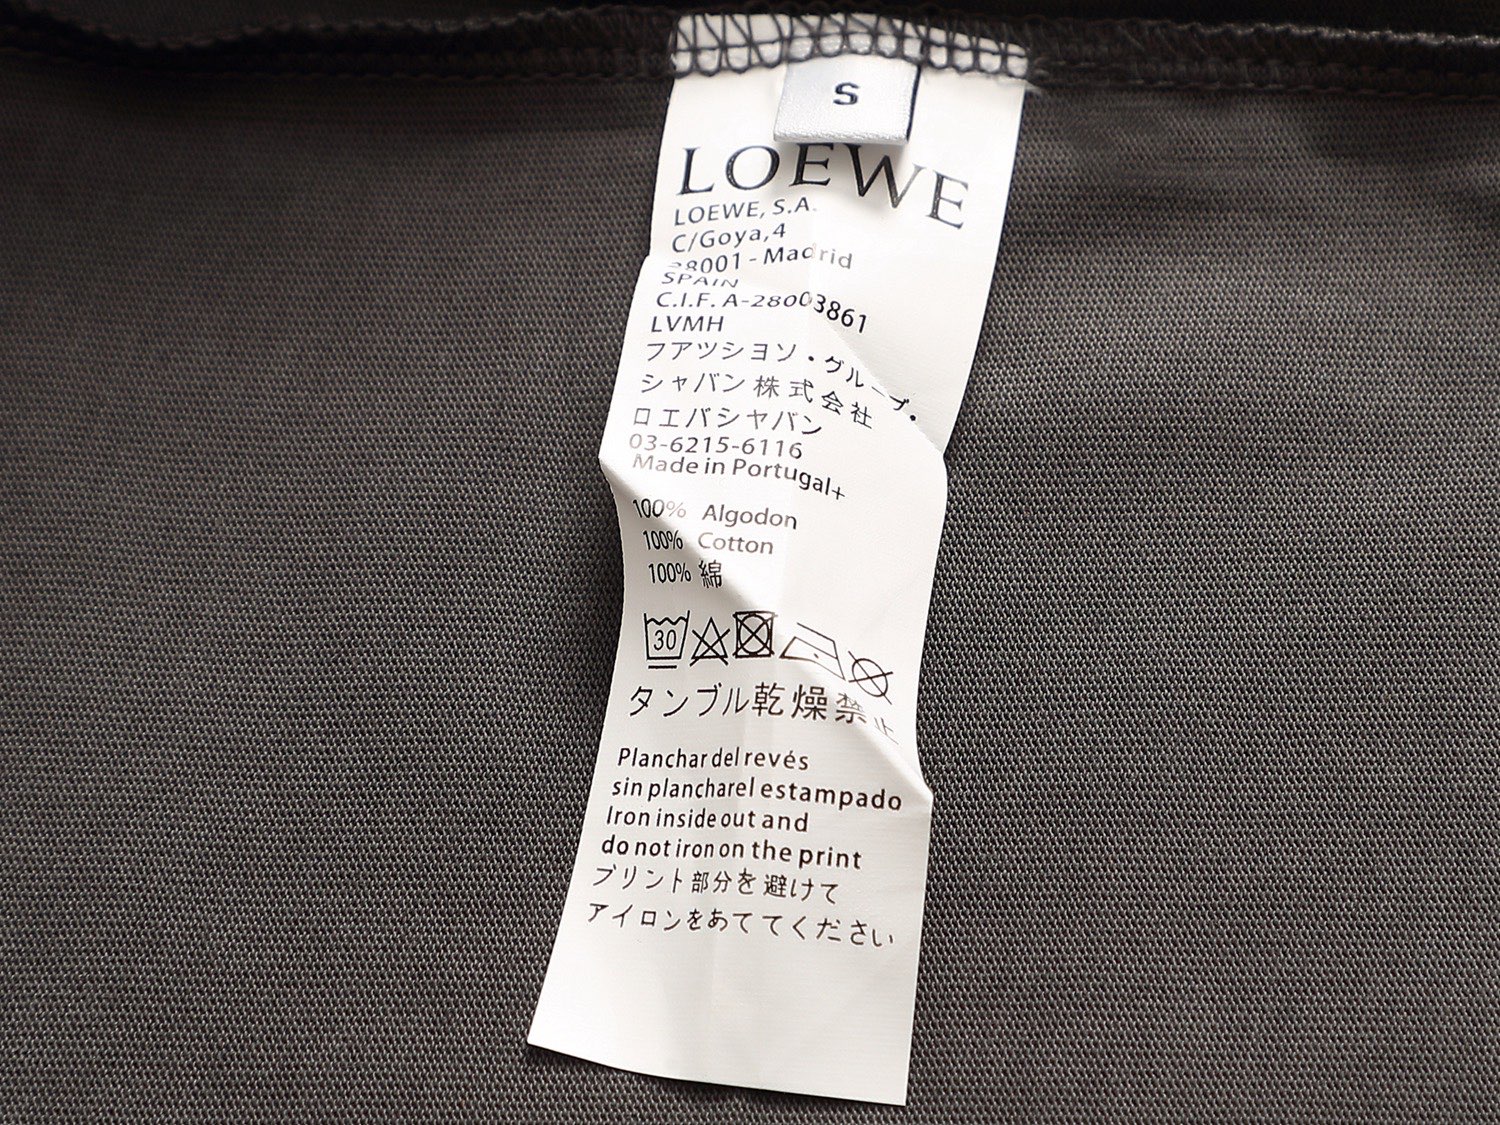 S
LOEWE
LOEWE, S.A.
C/Goya,4
28001 - Madrid
SPAIN
C.I.F. A-28003861
LVMH
フアツシヨソ・グループ・
シャバン株式会社
ロエバシヤバン
03-6215-6116
Made in Portugal+
100% Algodon
100% Cotton
100% 綿
30
タンブル乾燥禁止
Planchar del revés
sin plancharel estampado
Iron inside out and
do not iron on the print
プリント部分を避けて
アイロンをあててください